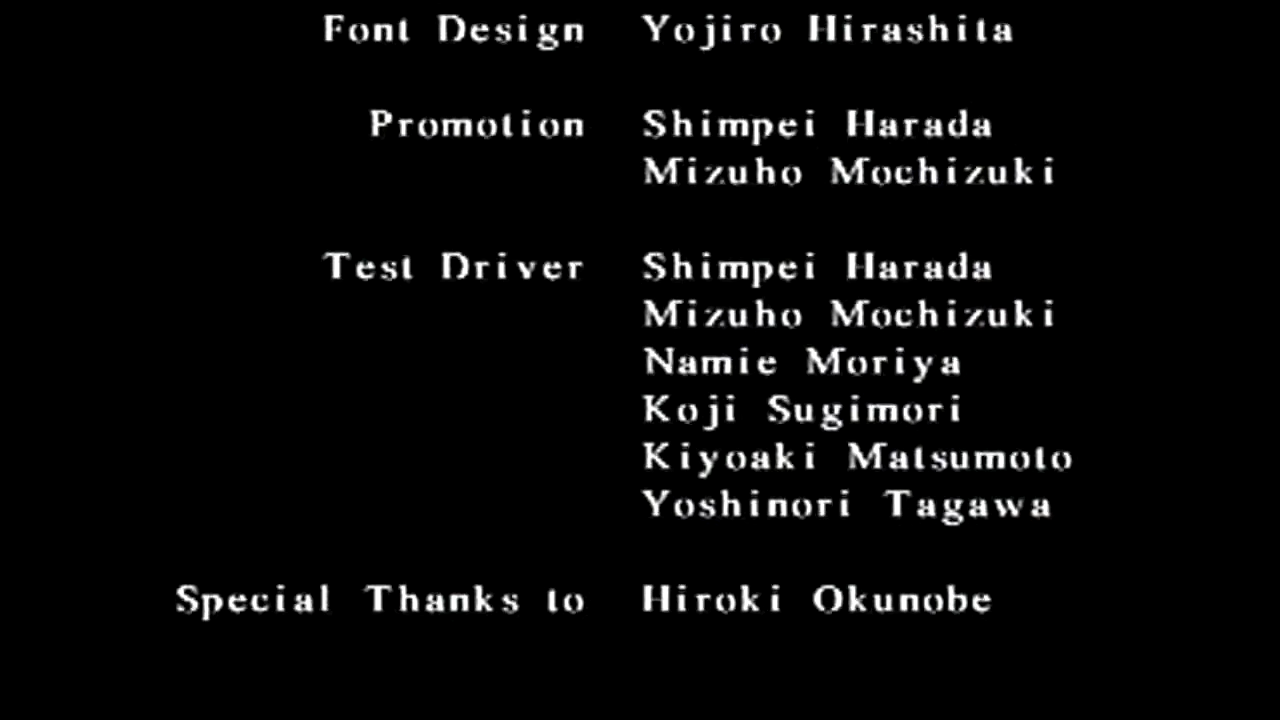 Font Design Yojiro Hirashita
Promotion Shimpei Harada
Mizuho Mochizuki
Test Driver Shimpei Harada
Mizuho Mochizuki
Namie Moriya
Koji Sugimori
Kiyoaki Matsumoto
Yoshinori Tagawa
Special Thanks to Hiroki Okunobe